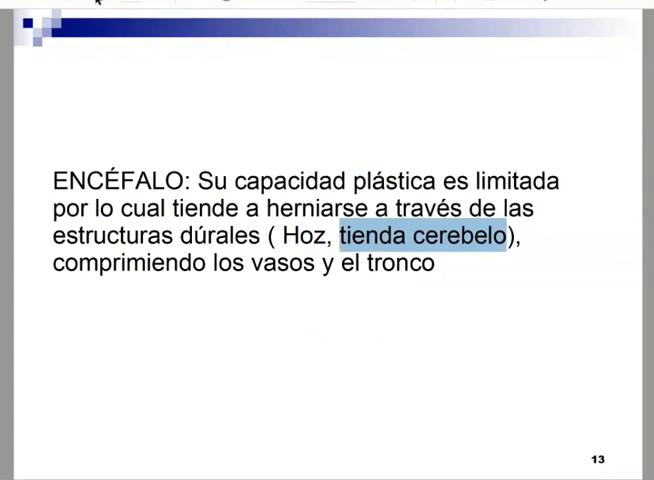 ENCÉFALO: Su capacidad plástica es limitada
por lo cual tiende a herniarse a través de las
estructuras dúrales ( Hoz, tienda cerebelo),
comprimiendo los vasos y el tronco
13